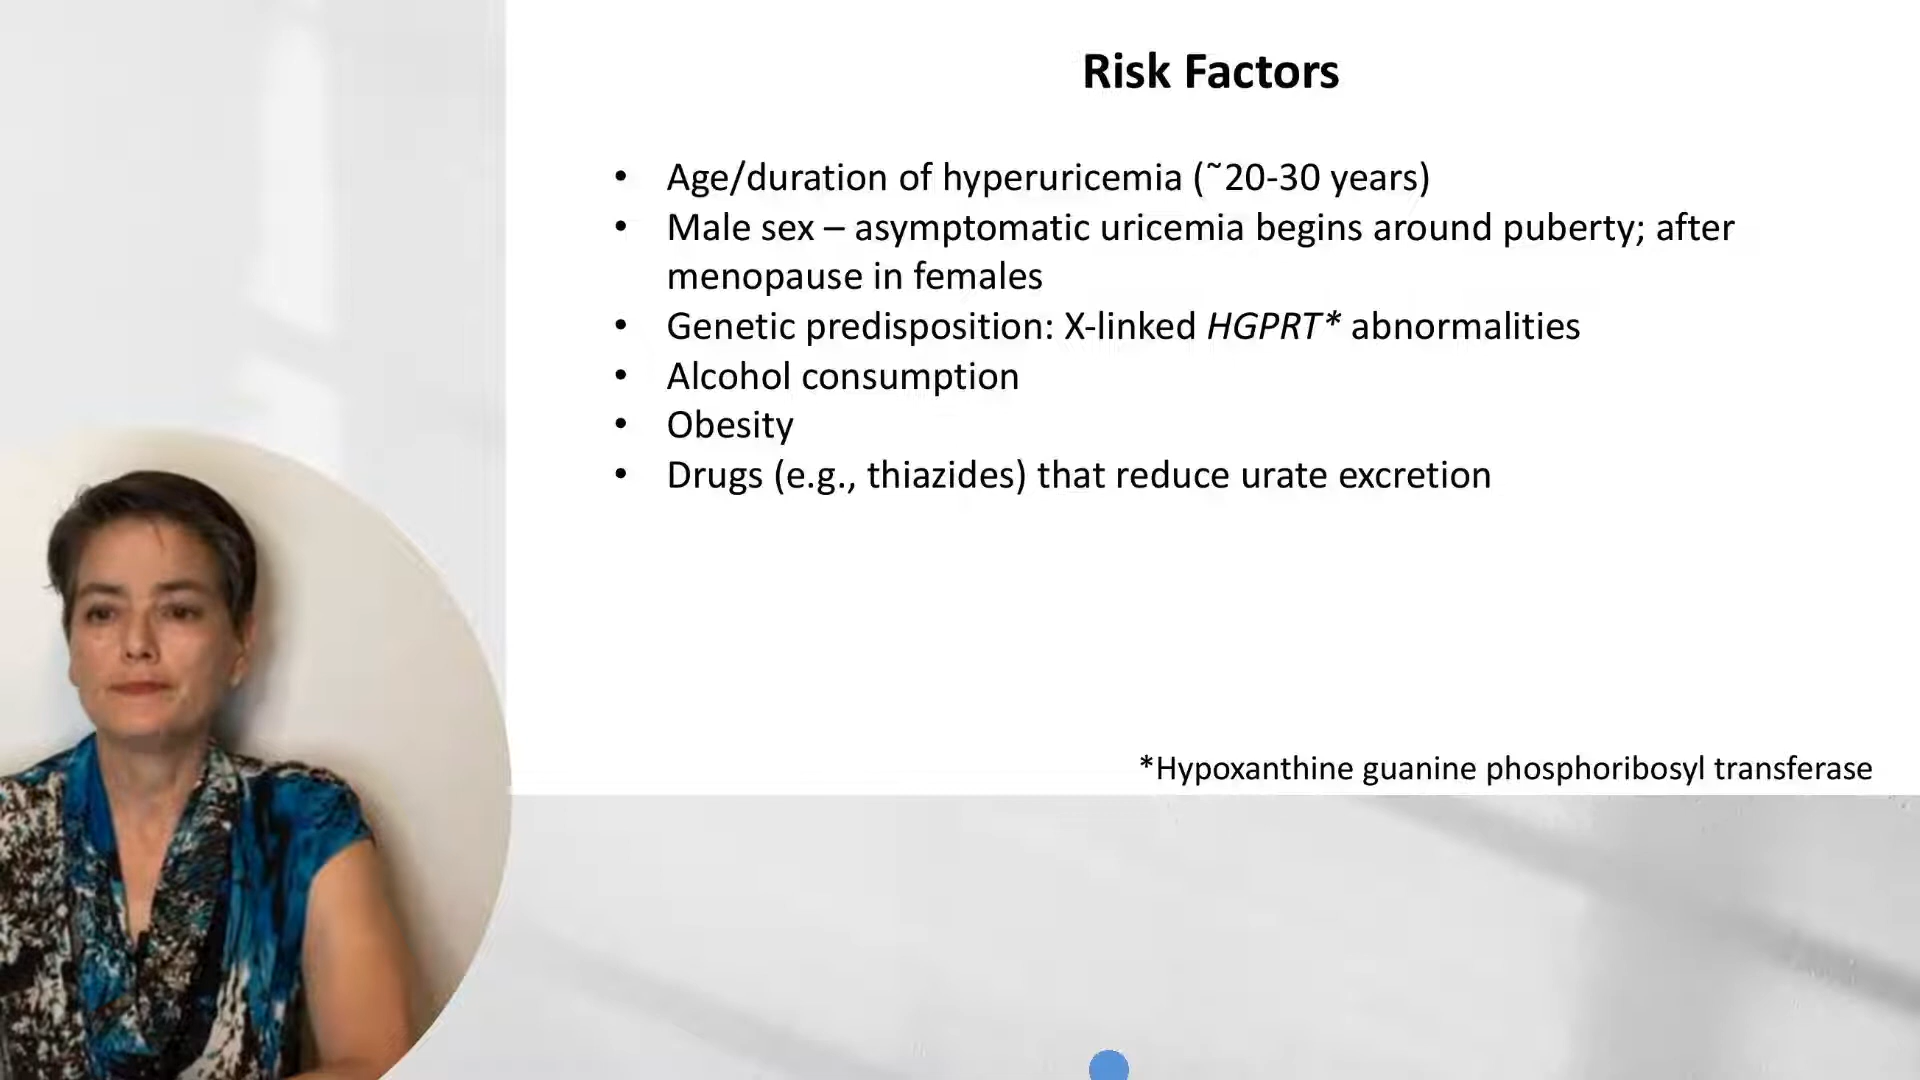 Risk Factors
• Age/duration of hyperuricemia (˜20-30 years)
• Male sex – asymptomatic uricemia begins around puberty; after
menopause in females
• Genetic predisposition: X-linked HGPRT* abnormalities
• Alcohol consumption
• Obesity
• Drugs (e.g., thiazides) that reduce urate excretion
*Hypoxanthine guanine phosphoribosyl transferase